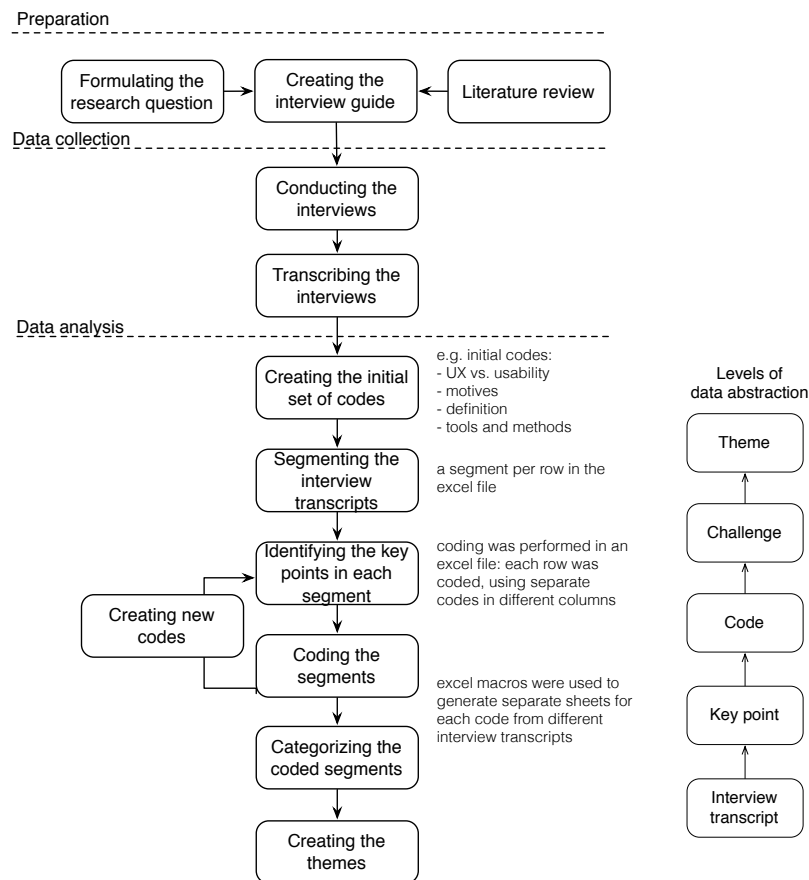 Preparation
Formulating the
research question
Creating the
interview guide
Literature review
Data collection
Conducting the
interviews
Transcribing the
interviews
Data analysis
Creating the initial
set of codes
e.g. initial codes:
- UX vs. usability
- motives
- definition
- tools and methods
Segmenting the
interview
transcripts
a segment per row in the
excel file
Identifying the key
points in each
segment
coding was performed in an
excel file: each row was
coded, using separate
codes in different columns
Creating new
codes
Coding the
segments
excel macros were used to
generate separate sheets for
each code from different
interview transcripts
Categorizing the
coded segments
Creating the
themes
Levels of
data abstraction
Theme
Challenge
Code
Key point
Interview
transcript